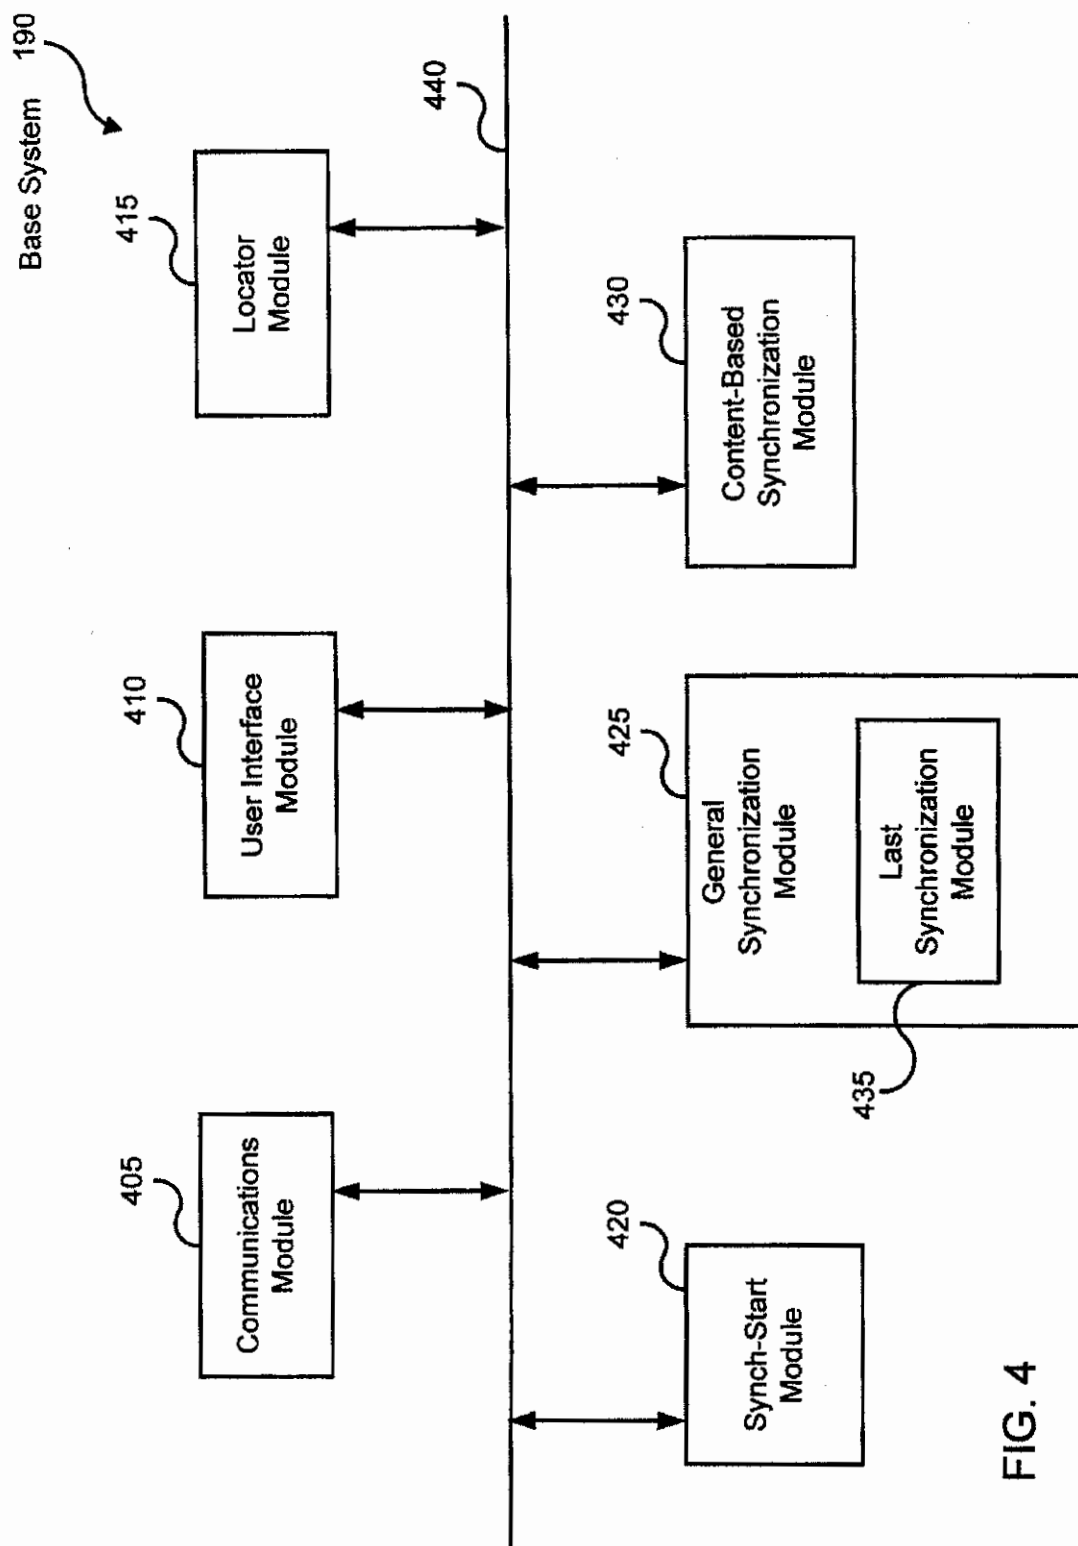 Base System 190
405
Communications
Module
410
User Interface
Module
415
Locator
Module
440
420
Synch-Start
Module
425
General
Synchronization
Module
Last
Synchronization
Module
435
430
Content-Based
Synchronization
Module
FIG. 4